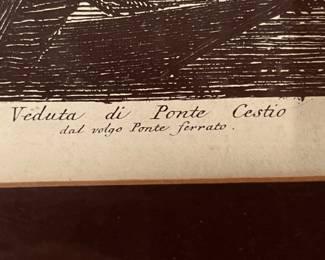 Veduta di Ponte Cestio
dal volgo Ponte ferrato.